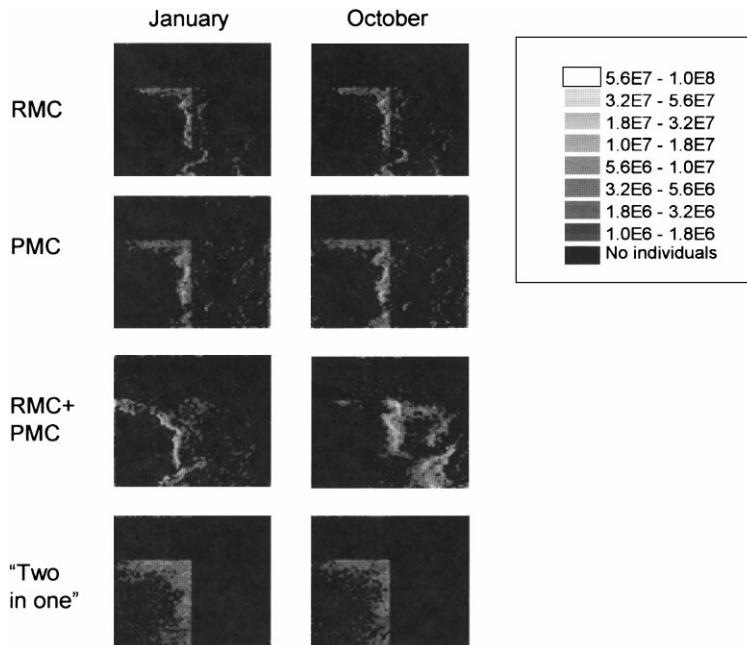 January October
RMC
PMC
RMC+
PMC
“Two
in one”
5.6E7 - 1.0E8
3.2E7 - 5.6E7
1.8E7 - 3.2E7
1.0E7 - 1.8E7
5.6E6 - 1.0E7
3.2E6 - 5.6E6
1.8E6 - 3.2E6
1.0E6 - 1.8E6
No individuals